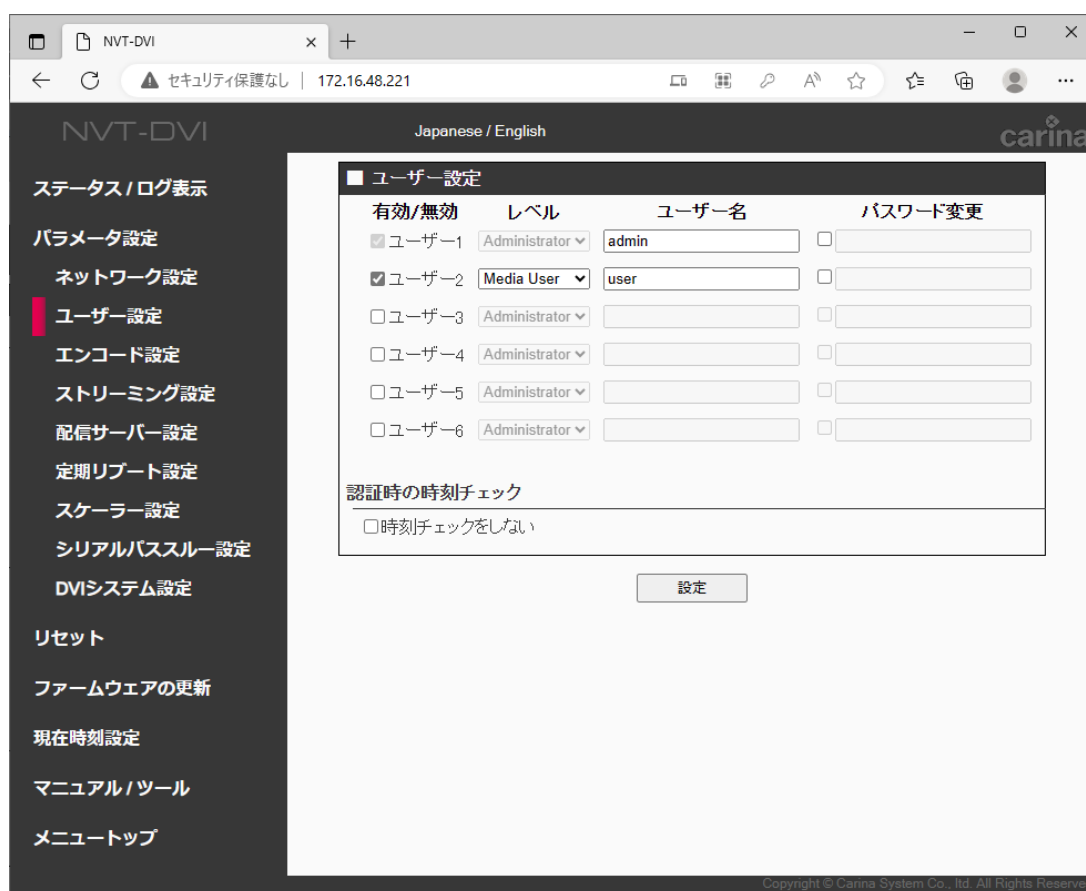 NVT-DVI
セキュリティ保護なし | 172.16.48.221
NVT-DVI
Japanese / English
carina
ステータス / ログ表示
パラメータ設定
ネットワーク設定
ユーザー設定
エンコード設定
ストリーミング設定
配信サーバー設定
定期リブート設定
スケーラー設定
シリアルパススルー設定
DVIシステム設定
リセット
ファームウェアの更新
現在時刻設定
マニュアル / ツール
メニュートップ
■ ユーザー設定
有効/無効 レベル ユーザー名 パスワード変更
ユーザー1 Administrator admin
ユーザー2 Media User user
ユーザー3 Administrator
ユーザー4 Administrator
ユーザー5 Administrator
ユーザー6 Administrator
認証時の時刻チェック
時刻チェックをしない
設定
Copyright © Carina System Co., ltd. All Rights Reserve